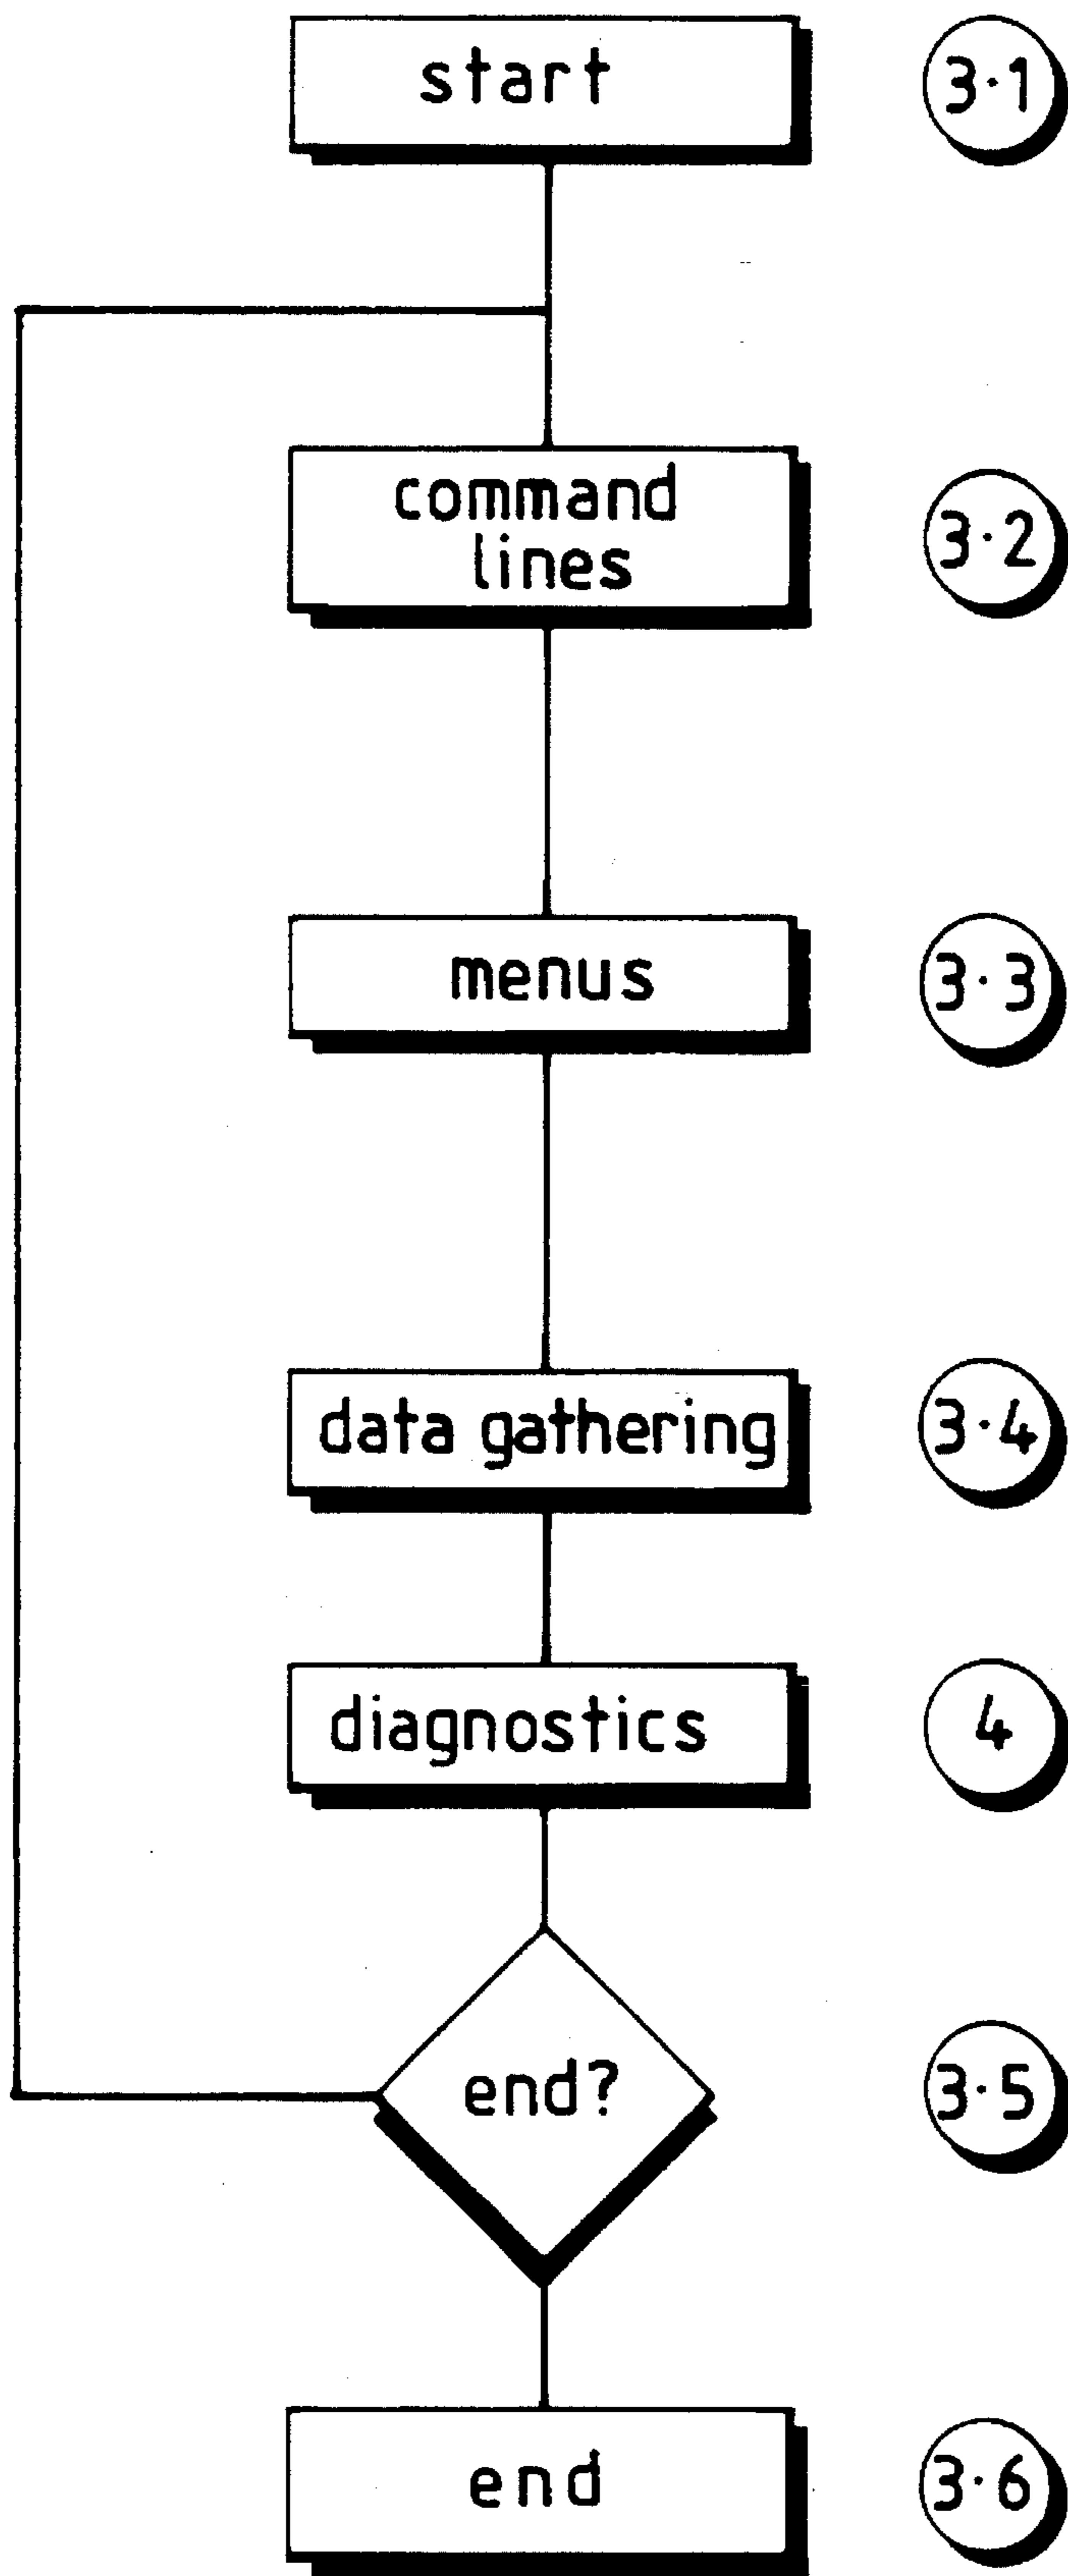 start
3·1
command
lines
3·2
menus
3·3
data gathering
3·4
diagnostics
4
end?
3·5
end
3·6